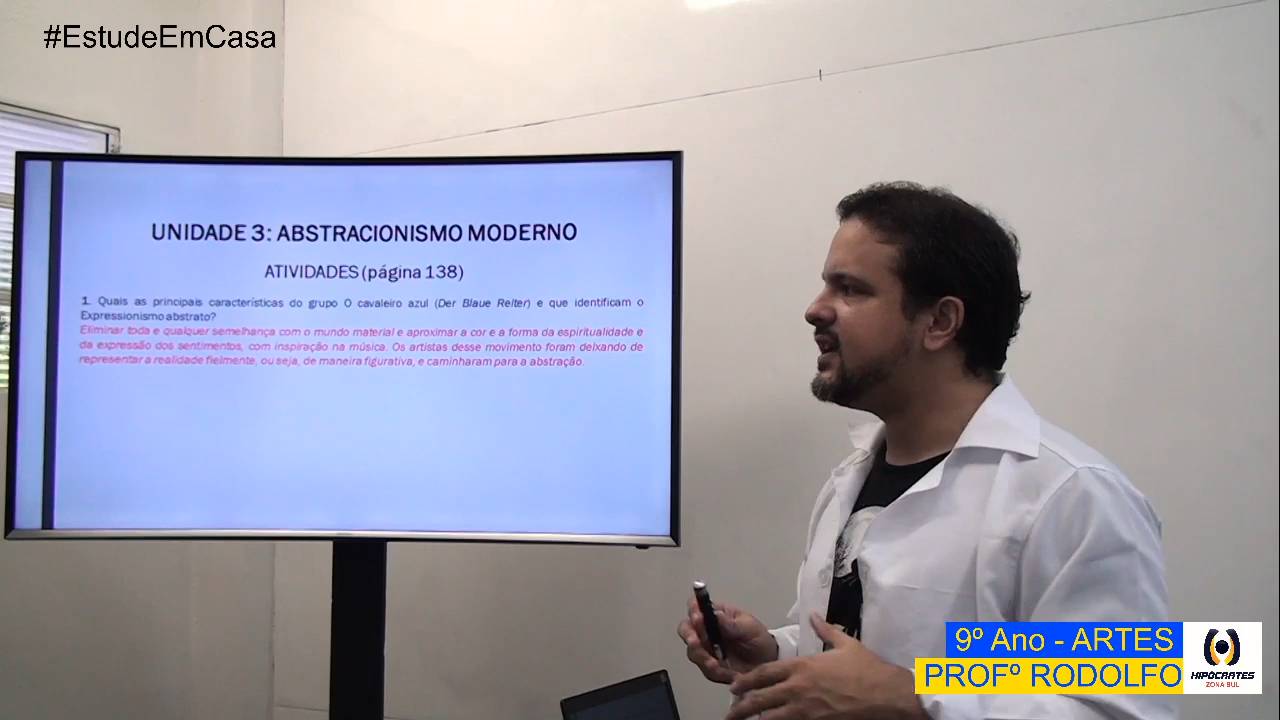 #EstudeEmCasa
UNIDADE 3: ABSTRACIONISMO MODERNO
ATIVIDADES (página 138)
1. Quais as principais características do grupo O cavaleiro azul (Der Blaue Reiter) e que identificam o
Expressionismo abstrato?
Eliminar toda e qualquer semelhança com o mundo material e aproximar a cor e a forma da espiritualidade e
da expressão dos sentimentos, com inspiração na música. Os artistas desse movimento foram deixando de
representar a realidade fielmente, ou seja, de maneira figurativa, e caminharam para a abstração.
9º Ano - ARTES
PROFº RODOLFO
HIPÓCRATES
ZONA SUL